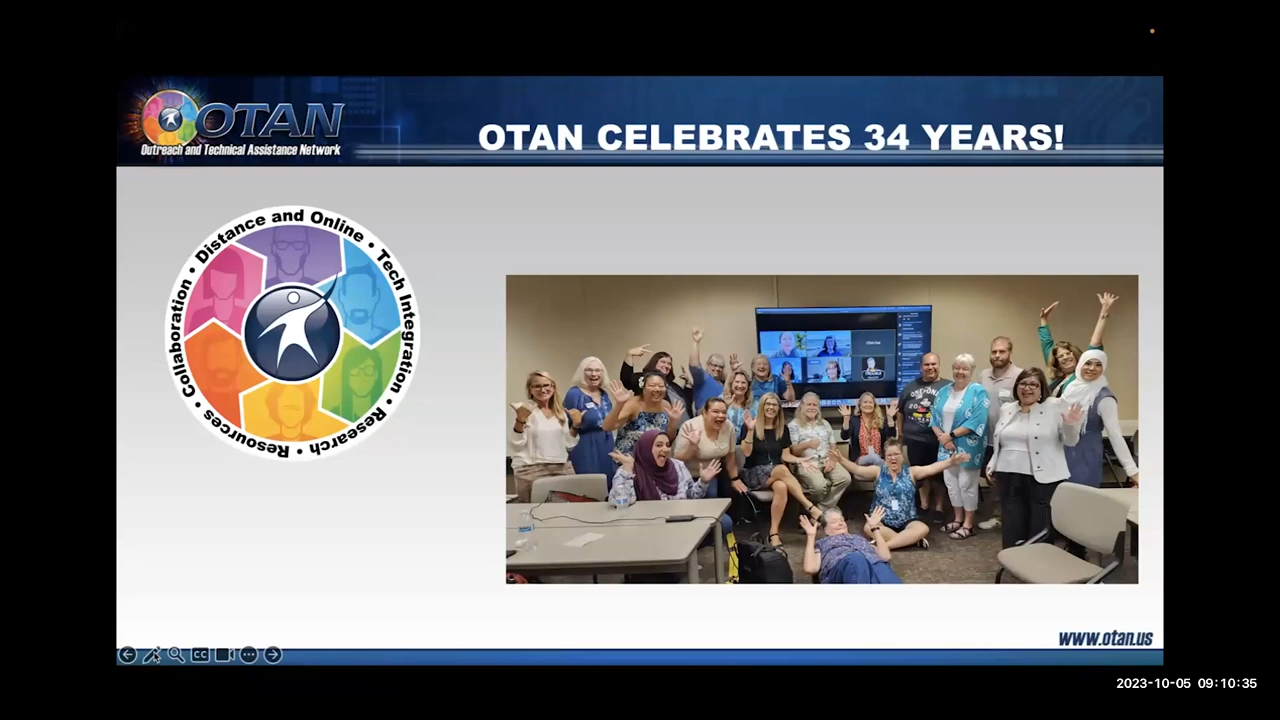 OTAN
Outreach and Technical Assistance Network
OTAN CELEBRATES 34 YEARS!
Distance and Online • Tech Integration • Research • Resources • Collaboration •
www.otan.us
CC
2023-10-05 09:10:35